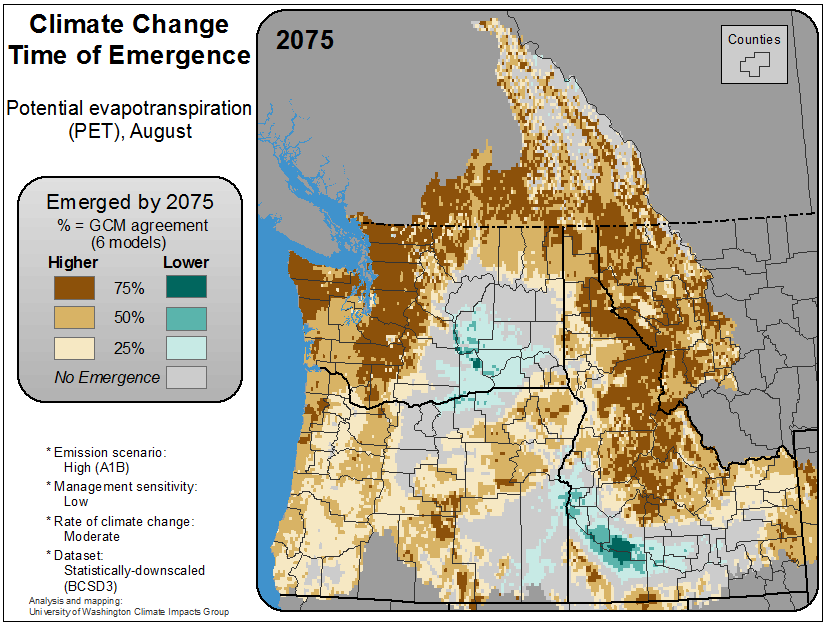 Climate Change
Time of Emergence
Potential evapotranspiration
(PET), August
Emerged by 2075
% = GCM agreement
(6 models)
Higher Lower
75%
50%
25%
No Emergence
* Emission scenario:
High (A1B)
* Management sensitivity:
Low
* Rate of climate change:
Moderate
* Dataset:
Statistically-downscaled
(BCSD3)
Analysis and mapping:
University of Washington Climate Impacts Group
2075
Counties